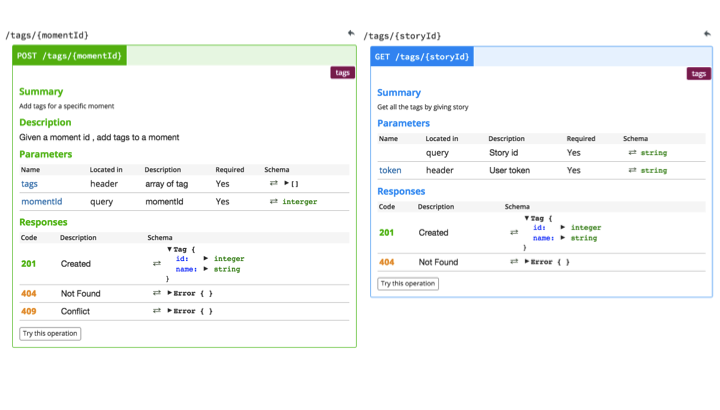 /tags/{momentId}
POST /tags/{momentId}
tags
Summary
Add tags for a specific moment
Description
Given a moment id , add tags to a moment
Parameters
Name Located in Description Required Schema
tags header array of tag Yes ⇄ ▶[]
momentId query momentId Yes ⇄ interger
Responses
Code Description Schema
201 Created ⇄ ▼Tag {
id: ▶ integer
name: ▶ string
}
404 Not Found ⇄ ▶Error { }
409 Conflict ⇄ ▶Error { }
Try this operation
/tags/{storyId}
GET /tags/{storyId}
tags
Summary
Get all the tags by giving story
Parameters
Name Located in Description Required Schema
query Story id Yes ⇄ string
token header User token Yes ⇄ string
Responses
Code Description Schema
201 Created ⇄ ▼Tag {
id: ▶ integer
name: ▶ string
}
404 Not Found ⇄ ▶Error { }
Try this operation